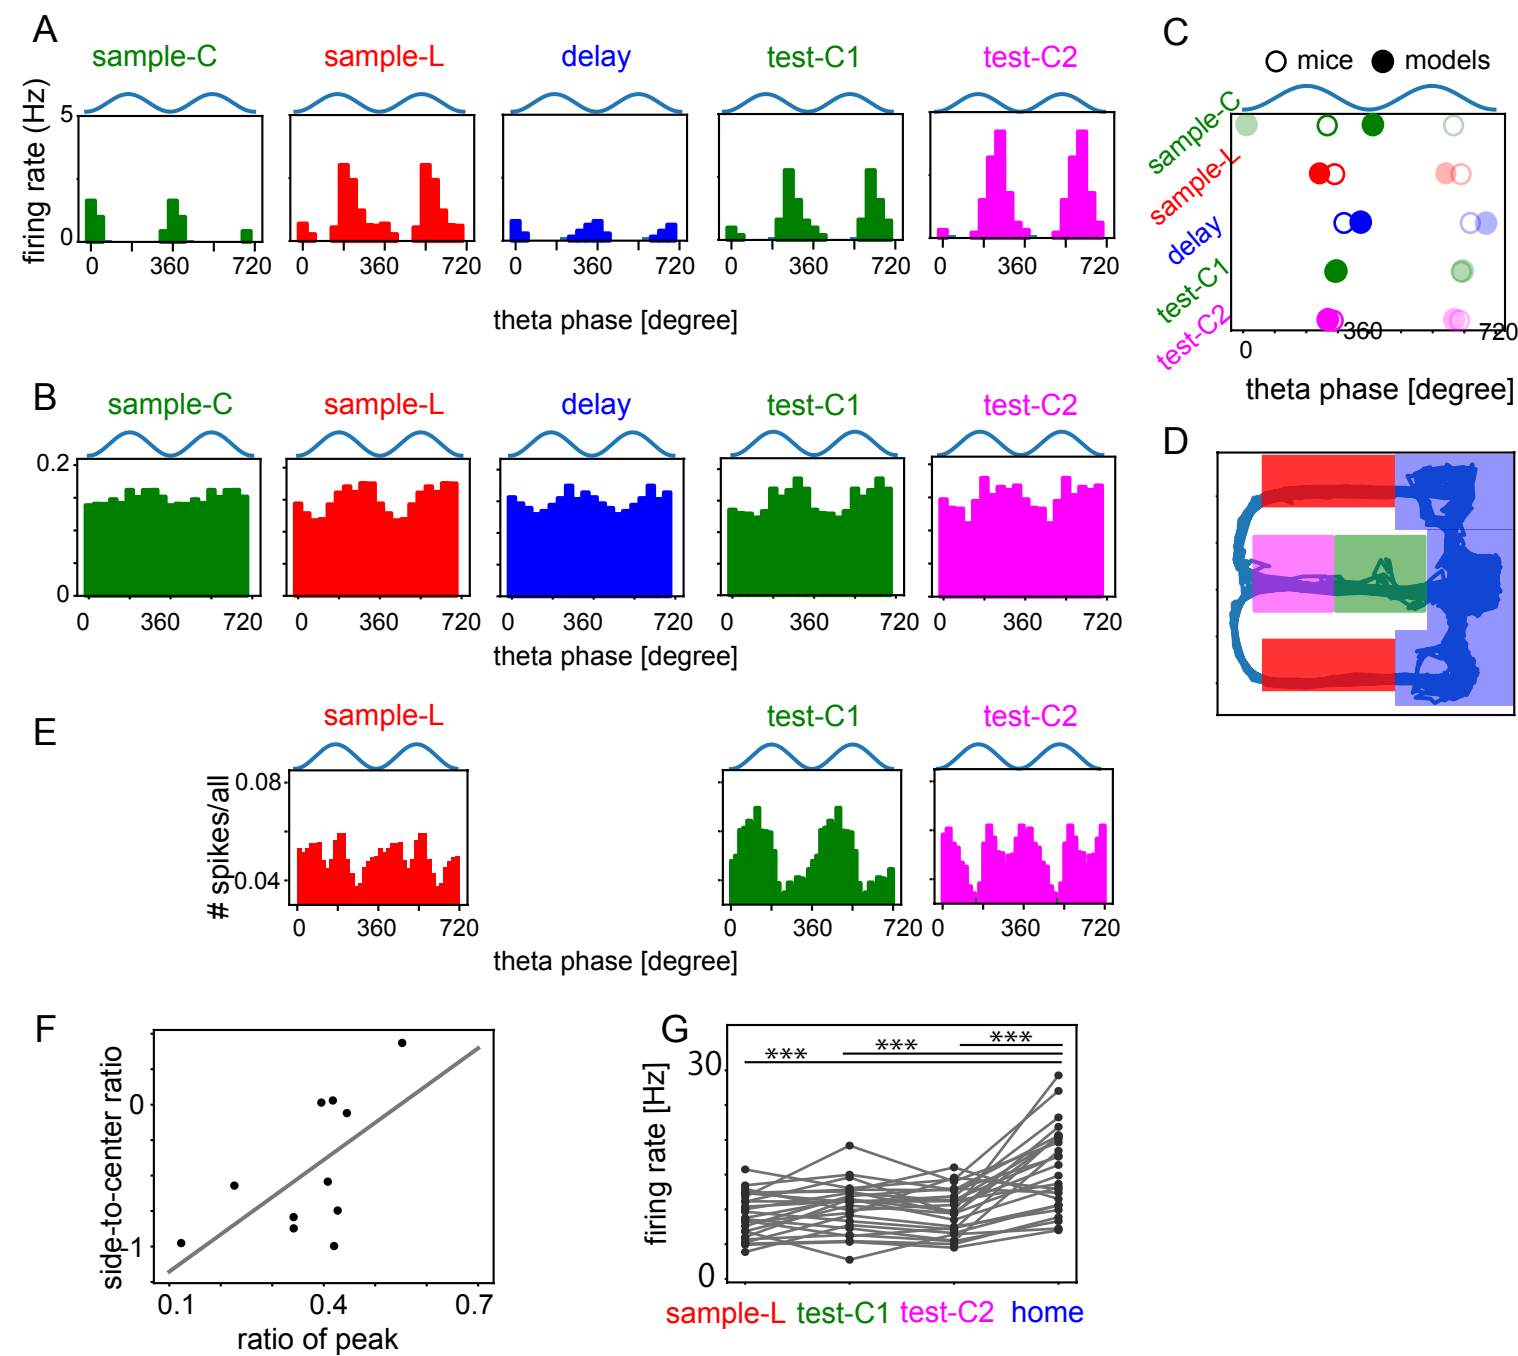 A
sample-C sample-L delay test-C1 test-C2
firing rate (Hz)
5
0
0 360 720 0 360 720 0 360 720 0 360 720 0 360 720
theta phase [degree]
B
sample-C sample-L delay test-C1 test-C2
0.2
0
0 360 720 0 360 720 0 360 720 0 360 720 0 360 720
theta phase [degree]
C
mice models
sample-C
sample-L
delay
test-C1
test-C2
0 360 720
theta phase [degree]
D
E
sample-L test-C1 test-C2
# spikes/all
0.08
0.04
0 360 720 0 360 720 0 360 720
theta phase [degree]
F
side-to-center ratio
0
-1
0.1 0.4 0.7
ratio of peak
G
*** *** ***
firing rate [Hz]
30
0
sample-L test-C1 test-C2 home